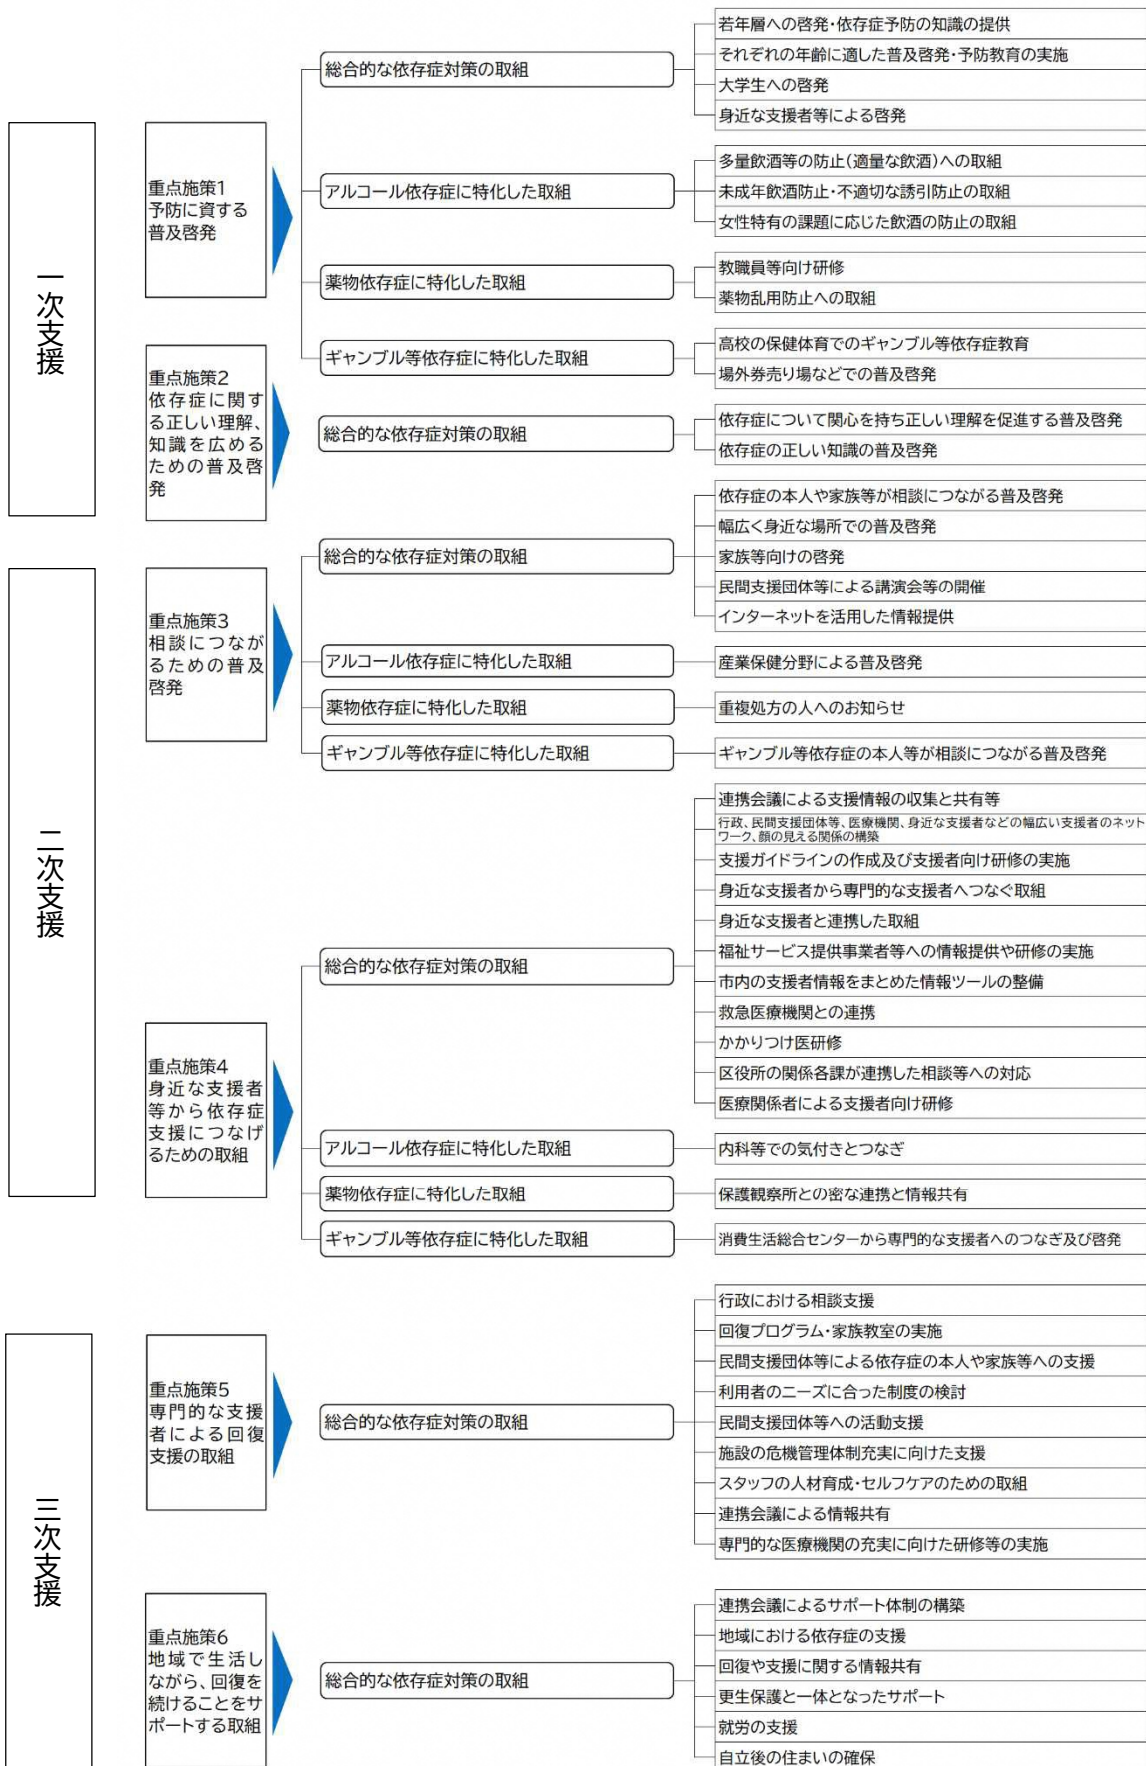 一次支援
重点施策1
予防に資する
普及啓発
総合的な依存症対策の取組
若年層への啓発・依存症予防の知識の提供
それぞれの年齢に適した普及啓発・予防教育の実施
大学生への啓発
身近な支援者等による啓発
アルコール依存症に特化した取組
多量飲酒等の防止(適量な飲酒)への取組
未成年飲酒防止・不適切な誘引防止の取組
女性特有の課題に応じた飲酒の防止の取組
薬物依存症に特化した取組
教職員等向け研修
薬物乱用防止への取組
ギャンブル等依存症に特化した取組
高校の保健体育でのギャンブル等依存症教育
場外券売り場などでの普及啓発
重点施策2
依存症に関す
る正しい理解、
知識を広める
ための普及啓
発
総合的な依存症対策の取組
依存症について関心を持ち正しい理解を促進する普及啓発
依存症の正しい知識の普及啓発
二次支援
重点施策3
相談につなが
るための普及
啓発
総合的な依存症対策の取組
依存症の本人や家族等が相談につながる普及啓発
幅広く身近な場所での普及啓発
家族等向けの啓発
民間支援団体等による講演会等の開催
インターネットを活用した情報提供
アルコール依存症に特化した取組
産業保健分野による普及啓発
薬物依存症に特化した取組
重複処方の人へのお知らせ
ギャンブル等依存症に特化した取組
ギャンブル等依存症の本人等が相談につながる普及啓発
重点施策4
身近な支援者
等から依存症
支援につなげ
るための取組
総合的な依存症対策の取組
連携会議による支援情報の収集と共有等
行政、民間支援団体等、医療機関、身近な支援者などの幅広い支援者のネット
ワーク、顔の見える関係の構築
支援ガイドラインの作成及び支援者向け研修の実施
身近な支援者から専門的な支援者へつなぐ取組
身近な支援者と連携した取組
福祉サービス提供事業者等への情報提供や研修の実施
市内の支援者情報をまとめた情報ツールの整備
救急医療機関との連携
かかりつけ医研修
区役所の関係各課が連携した相談等への対応
医療関係者による支援者向け研修
アルコール依存症に特化した取組
内科等での気付きとつなぎ
薬物依存症に特化した取組
保護観察所との密な連携と情報共有
ギャンブル等依存症に特化した取組
消費生活総合センターから専門的な支援者へのつなぎ及び啓発
三次支援
重点施策5
専門的な支援
者による回復
支援の取組
総合的な依存症対策の取組
行政における相談支援
回復プログラム・家族教室の実施
民間支援団体等による依存症の本人や家族等への支援
利用者のニーズに合った制度の検討
民間支援団体等への活動支援
施設の危機管理体制充実に向けた支援
スタッフの人材育成・セルフケアのための取組
連携会議による情報共有
専門的な医療機関の充実に向けた研修等の実施
重点施策6
地域で生活し
ながら、回復を
続けることをサ
ポートする取組
総合的な依存症対策の取組
連携会議によるサポート体制の構築
地域における依存症の支援
回復や支援に関する情報共有
更生保護と一体となったサポート
就労の支援
自立後の住まいの確保